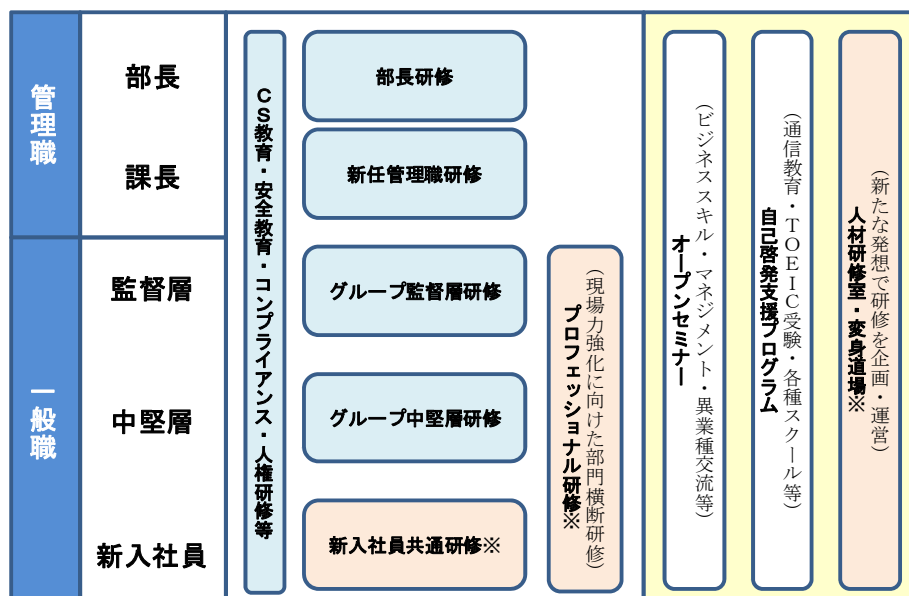 管理職
部長
課長
一般職
監督層
中堅層
新入社員
CS教育・安全教育・コンプライアンス・人権研修等
部長研修
新任管理職研修
グループ監督層研修
グループ中堅層研修
新入社員共通研修※
プロフェッショナル研修※
（現場力強化に向けた部門横断研修）
オープンセミナー
（ビジネススキル・マネジメント・異業種交流等）
自己啓発支援プログラム
（通信教育・TOEIC受験・各種スクール等）
人材研修室・変身道場※
（新たな発想で研修を企画・運営）